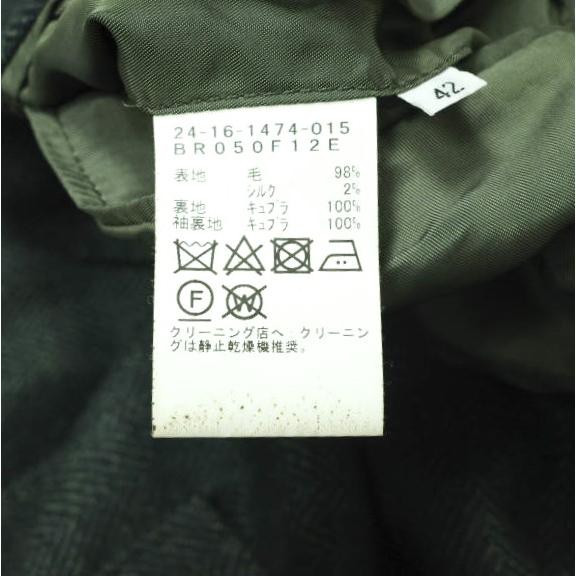 42
24-16-1474-015
BR050F12E
表地 毛 98%
シルク 2%
裏地 キュプラ 100%
袖裏地 キュプラ 100%
F W
クリーニング店へ クリーニン
グは静止乾燥機推奨。